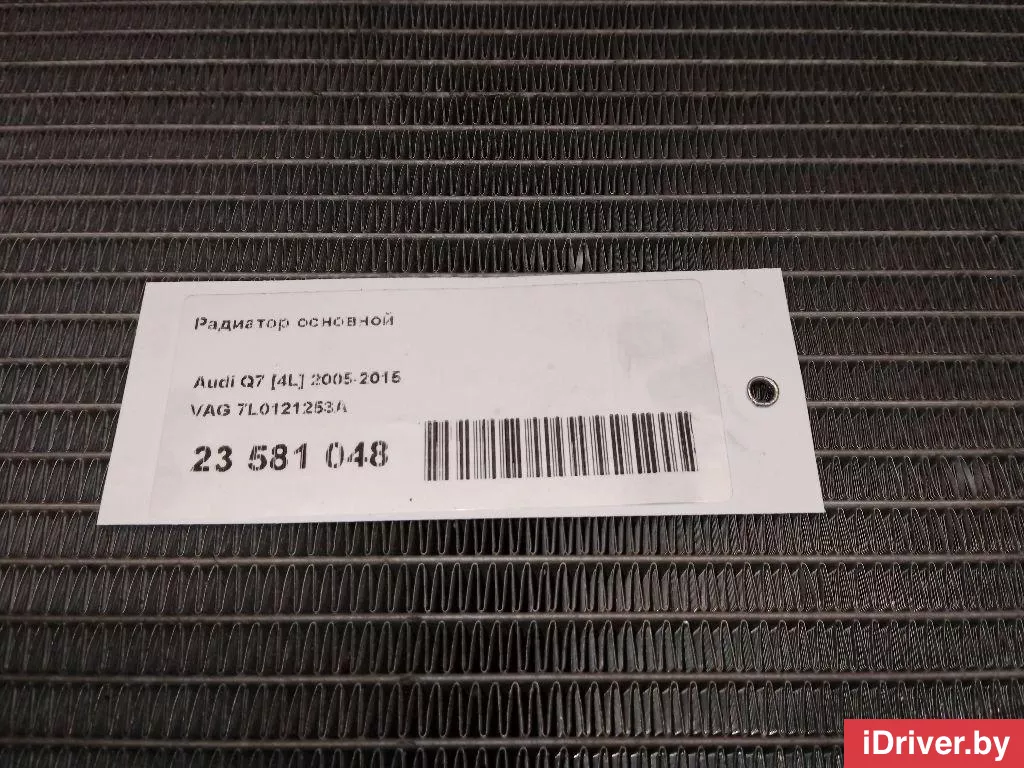 Радиатор основной
Audi Q7 [4L] 2005-2015
VAG 7L0121253A
23 581 048
iDriver.by